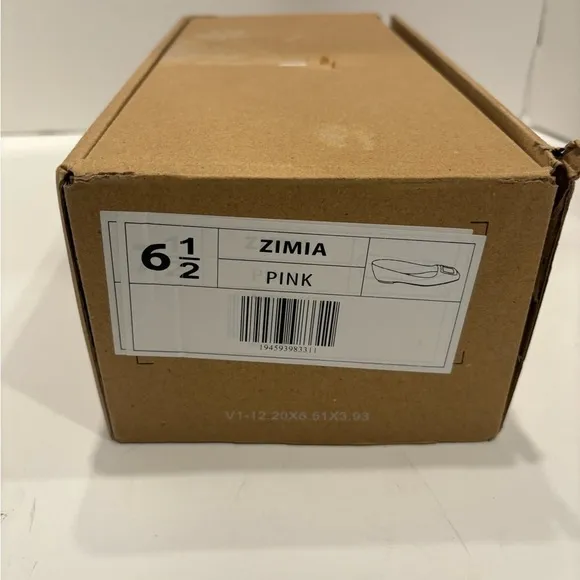 6 1/2
ZIMIA
PINK
194593983311
V1-12.20X6.51X3.93